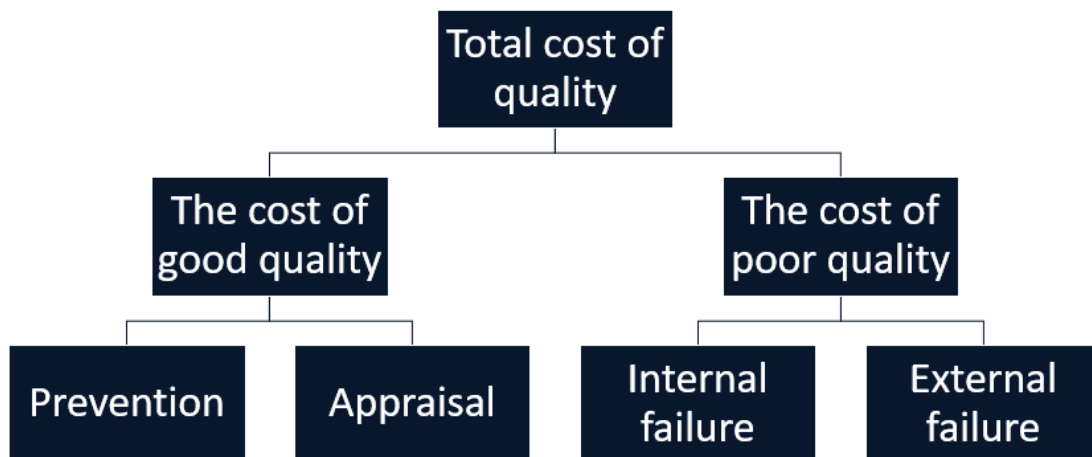 Total cost of
quality
The cost of
good quality
The cost of
poor quality
Prevention
Appraisal
Internal
failure
External
failure